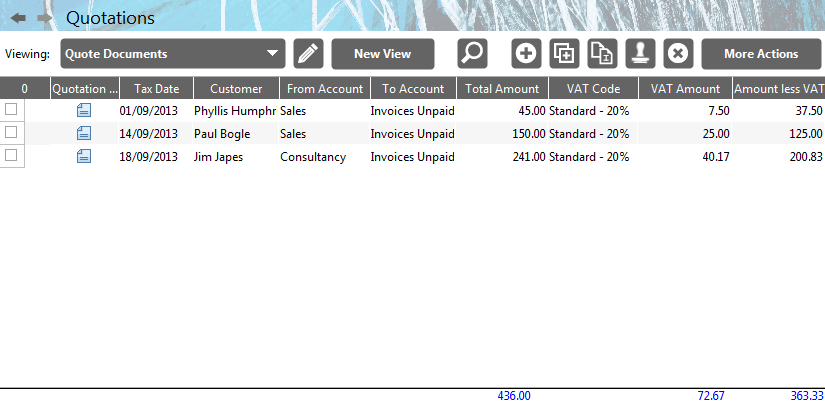 Quotations
Viewing: Quote Documents New View More Actions
0 Quotation ... Tax Date Customer From Account To Account Total Amount VAT Code VAT Amount Amount less VAT
01/09/2013 Phyllis Humphr Sales Invoices Unpaid 45.00 Standard - 20% 7.50 37.50
14/09/2013 Paul Bogle Sales Invoices Unpaid 150.00 Standard - 20% 25.00 125.00
18/09/2013 Jim Japes Consultancy Invoices Unpaid 241.00 Standard - 20% 40.17 200.83
436.00 72.67 363.33